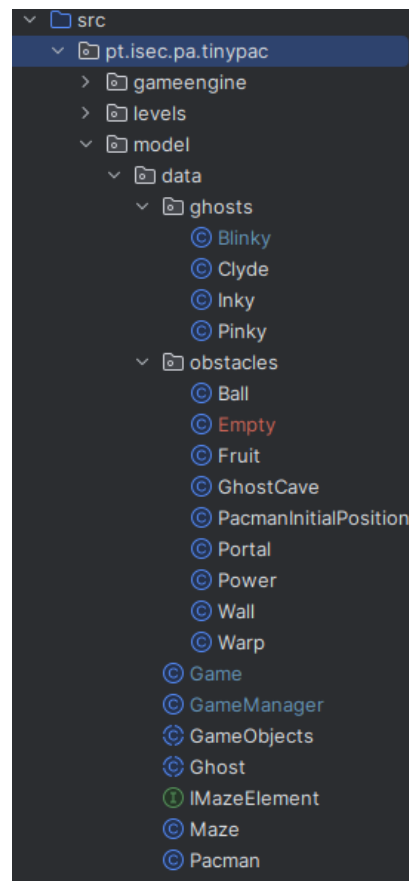 src
pt.isec.pa.tinypac
gameengine
levels
model
data
ghosts
Blinky
Clyde
Inky
Pinky
obstacles
Ball
Empty
Fruit
GhostCave
PacmanInitialPosition
Portal
Power
Wall
Warp
Game
GameManager
GameObjects
Ghost
IMazeElement
Maze
Pacman